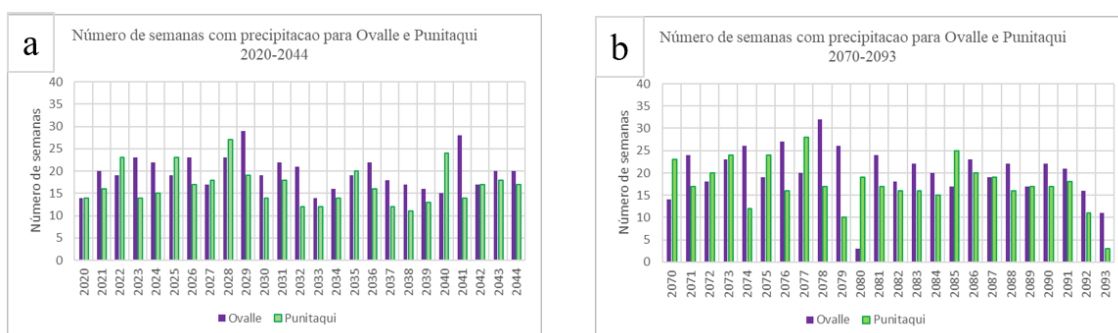 a
Número de semanas com precipitacao para Ovalle e Punitaqui
2020-2044
Número de semanas
40
35
30
25
20
15
10
5
0
2020 2021 2022 2023 2024 2025 2026 2027 2028 2029 2030 2031 2032 2033 2034 2035 2036 2037 2038 2039 2040 2041 2042 2043 2044
Ovalle Punitaqui
b
Número de semanas com precipitacao para Ovalle e Punitaqui
2070-2093
Número de semanas
40
35
30
25
20
15
10
5
0
2070 2071 2072 2073 2074 2075 2076 2077 2078 2079 2080 2081 2082 2083 2084 2085 2086 2087 2088 2089 2090 2091 2092 2093
Ovalle Punitaqui